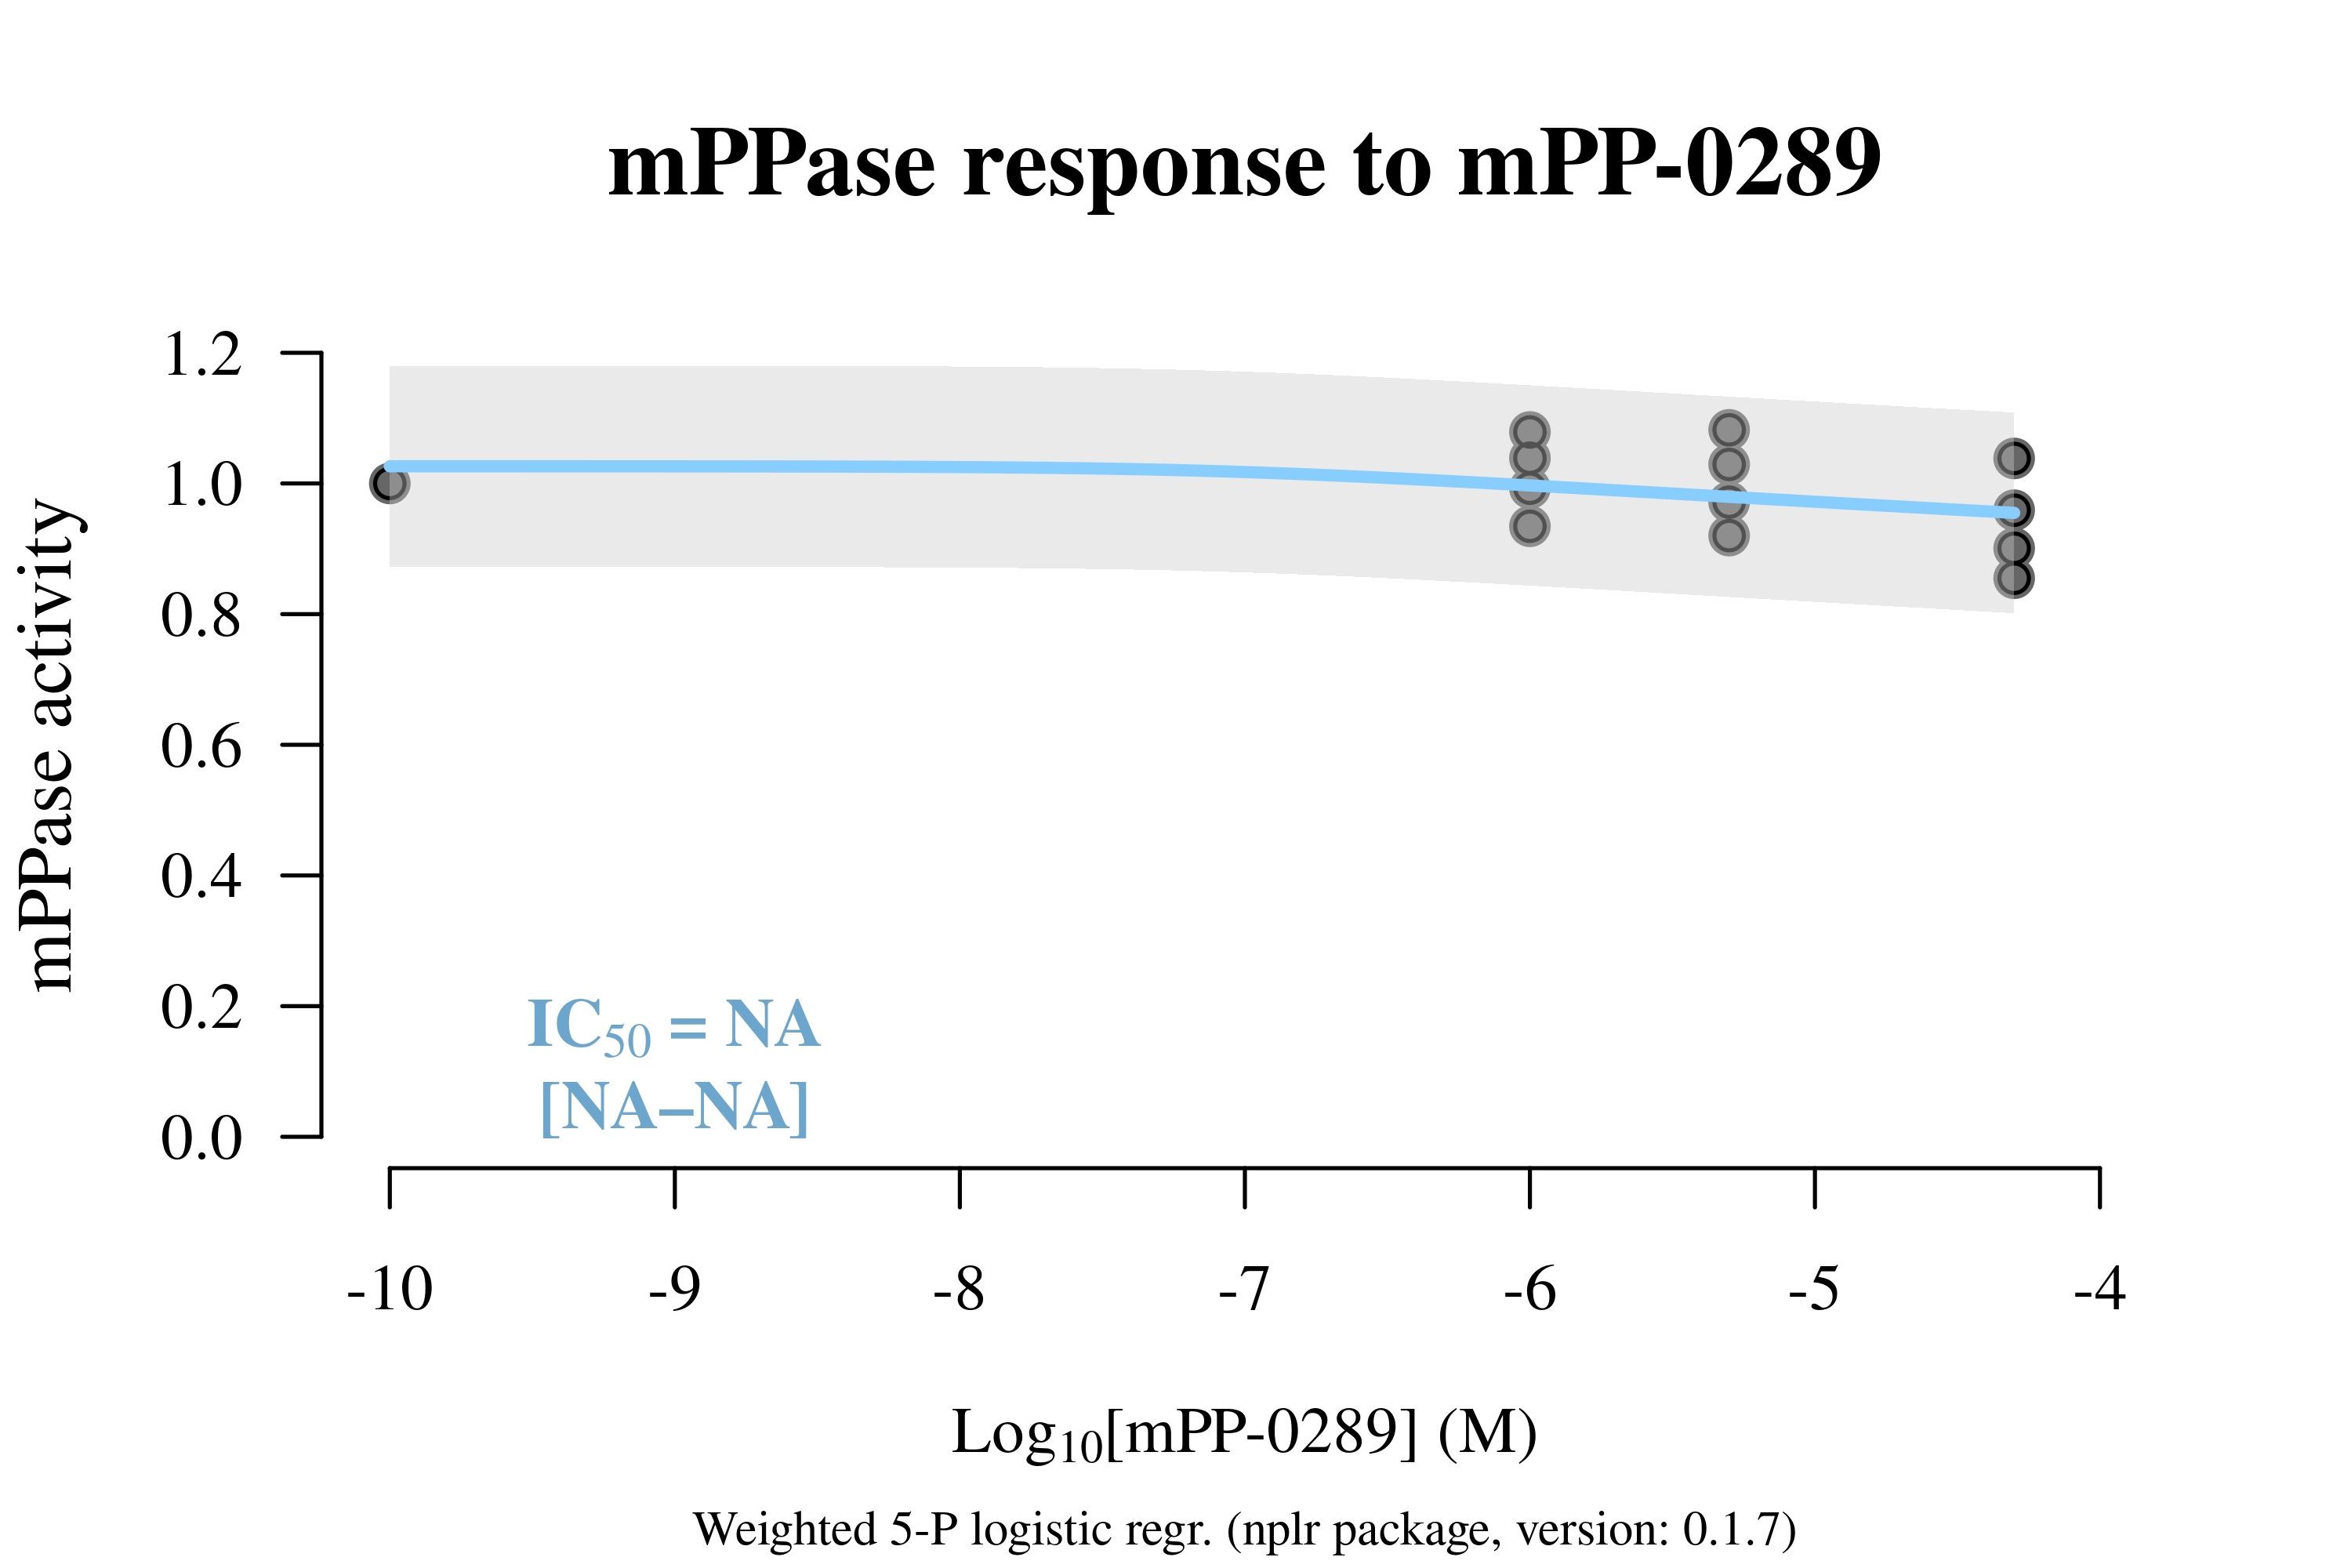 mPPase response to mPP-0289
mPPase activity
1.2
1.0
0.8
0.6
0.4
0.2
0.0
IC50 = NA
[NA–NA]
-10 -9 -8 -7 -6 -5 -4
Log10[mPP-0289] (M)
Weighted 5-P logistic regr. (nplr package, version: 0.1.7)